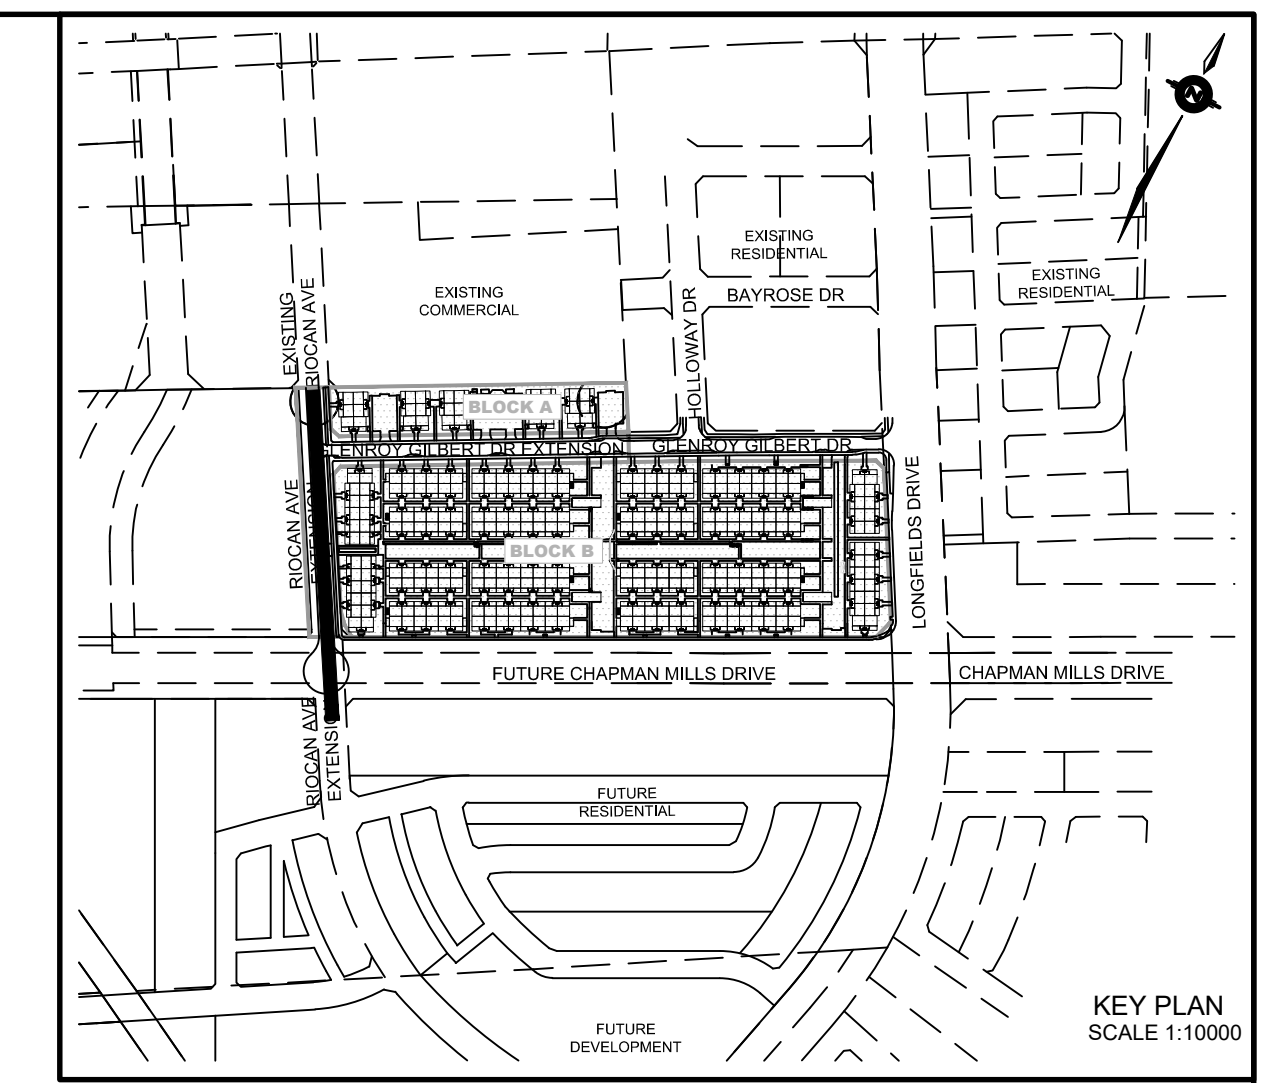 N
EXISTING
RESIDENTIAL
EXISTING
RESIDENTIAL
EXISTING
COMMERCIAL
BAYROSE DR
HOLLOWAY DR
EXISTING
RIOCAN AVE
BLOCK A
GLENROY GILBERT DR EXTENSION
GLENROY GILBERT DR
RIOCAN AVE
EXTENSION
BLOCK B
LONGFIELDS DRIVE
FUTURE CHAPMAN MILLS DRIVE
CHAPMAN MILLS DRIVE
RIOCAN AVE
EXTENSION
FUTURE
RESIDENTIAL
FUTURE
DEVELOPMENT
KEY PLAN
SCALE 1:10000